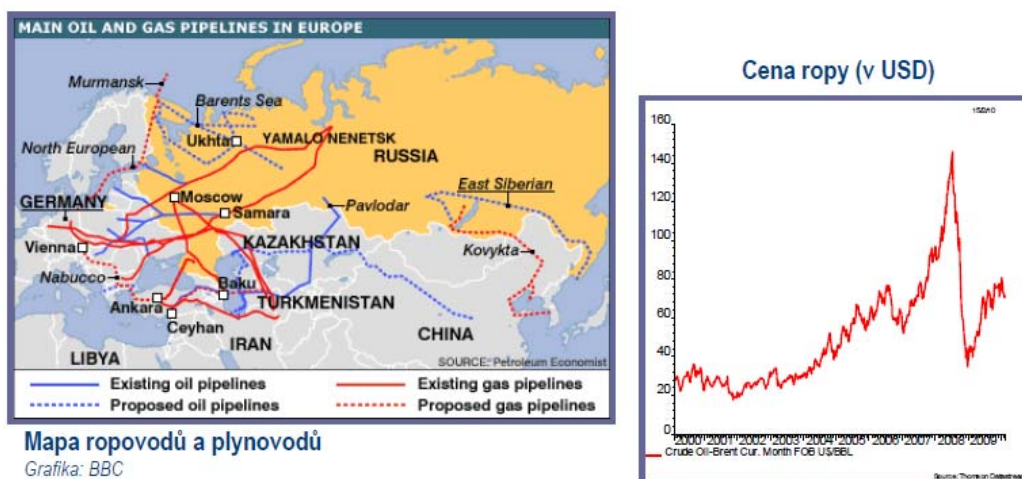 MAIN OIL AND GAS PIPELINES IN EUROPE
Murmansk
Barents Sea
Ukhta
YAMALO NENETSK
North European
RUSSIA
GERMANY
Moscow
East Siberian
Samara
Pavlodar
Vienna
KAZAKHSTAN
Kovykta
Nabucco
Baku
Ankara
TURKMENISTAN
Ceyhan
CHINA
LIBYA
IRAN
SOURCE: Petroleum Economist
Existing oil pipelines
Existing gas pipelines
Proposed oil pipelines
Proposed gas pipelines
Mapa ropovodů a plynovodů
Grafika: BBC
Cena ropy (v USD)
160
140
120
100
80
60
40
20
0
2000 2001 2002 2003 2004 2005 2006 2007 2008 2009
Crude Oil-Brent Cur. Month FOB U$/BBL
Source: Thomson Datastream